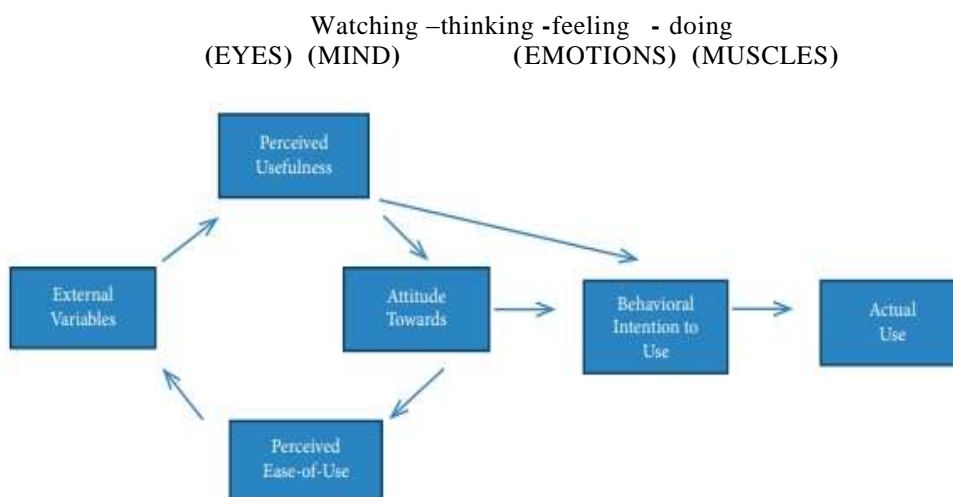 Watching –thinking -feeling - doing
(EYES) (MIND) (EMOTIONS) (MUSCLES)
Perceived
Usefulness
External
Variables
Attitude
Towards
Behavioral
Intention to
Use
Actual
Use
Perceived
Ease-of-Use